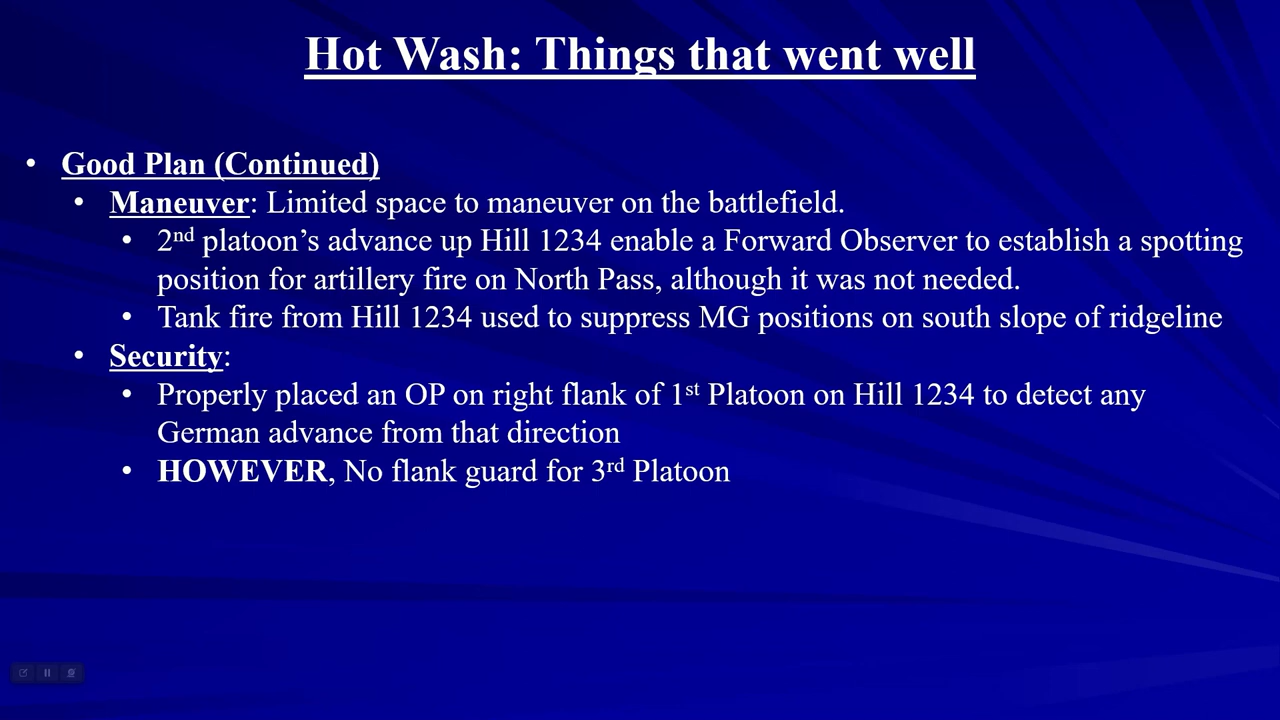 Hot Wash: Things that went well
• Good Plan (Continued)
• Maneuver: Limited space to maneuver on the battlefield.
• 2nd platoon’s advance up Hill 1234 enable a Forward Observer to establish a spotting
position for artillery fire on North Pass, although it was not needed.
• Tank fire from Hill 1234 used to suppress MG positions on south slope of ridgeline
• Security:
• Properly placed an OP on right flank of 1st Platoon on Hill 1234 to detect any
German advance from that direction
• HOWEVER, No flank guard for 3rd Platoon